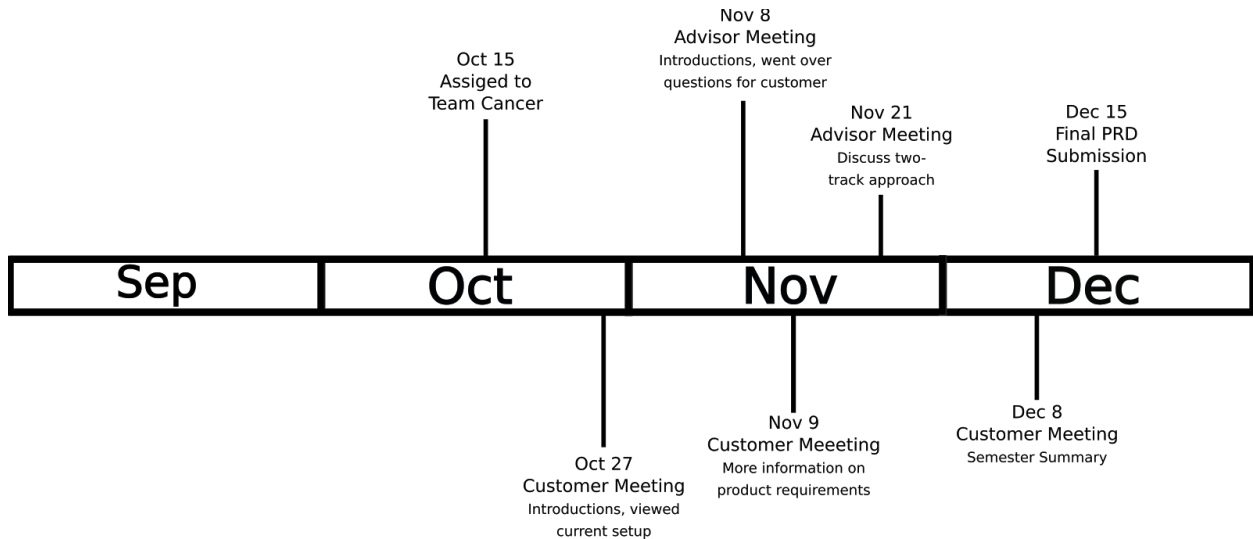 Nov 8
Advisor Meeting
Introductions, went over
questions for customer
Oct 15
Assiged to
Team Cancer
Nov 21
Advisor Meeting
Discuss two-
track approach
Dec 15
Final PRD
Submission
Sep
Oct
Nov
Dec
Oct 27
Customer Meeting
Introductions, viewed
current setup
Nov 9
Customer Meeeting
More information on
product requirements
Dec 8
Customer Meeting
Semester Summary